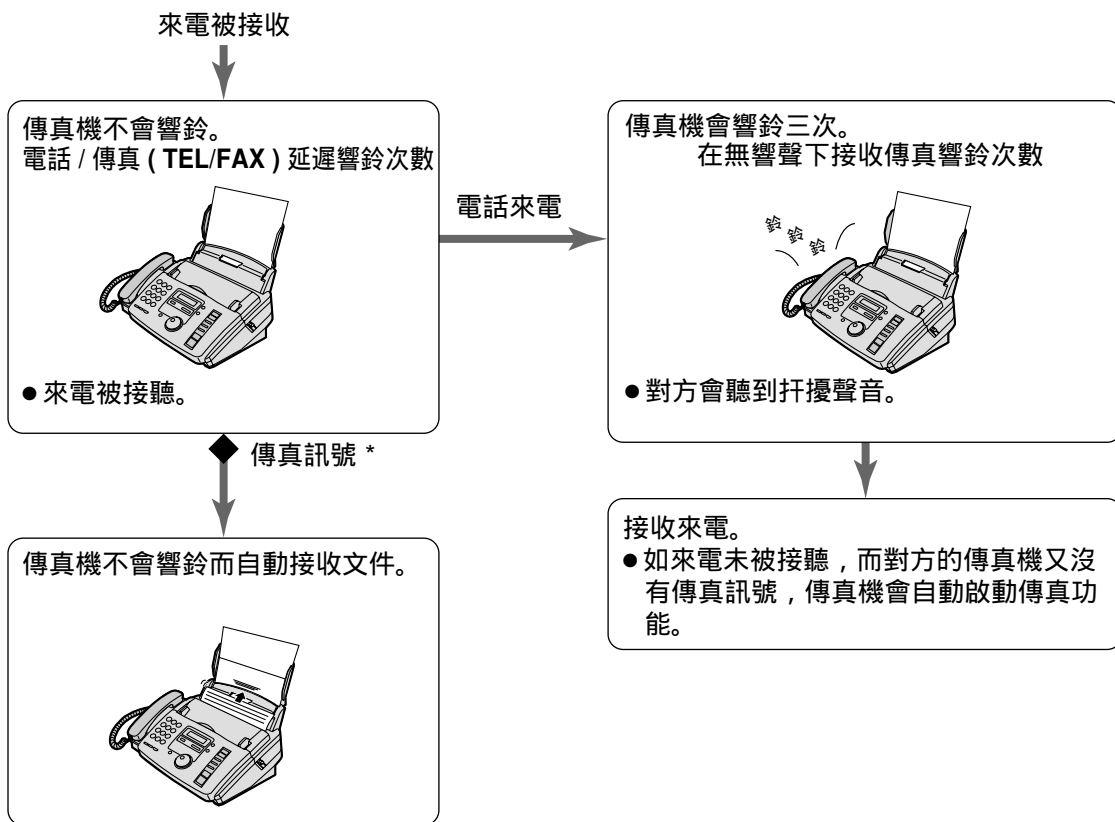 來電被接收
傳真機不會響鈴。
電話 / 傳真 ( TEL/FAX ) 延遲響鈴次數
● 來電被接聽。
電話來電
傳真機會響鈴三次。
在無響聲下接收傳真響鈴次數
鈴 鈴 鈴
● 對方會聽到扞擾聲音。
傳真訊號 *
傳真機不會響鈴而自動接收文件。
接收來電。
● 如來電未被接聽，而對方的傳真機又沒
有傳真訊號，傳真機會自動啟動傳真功
能。